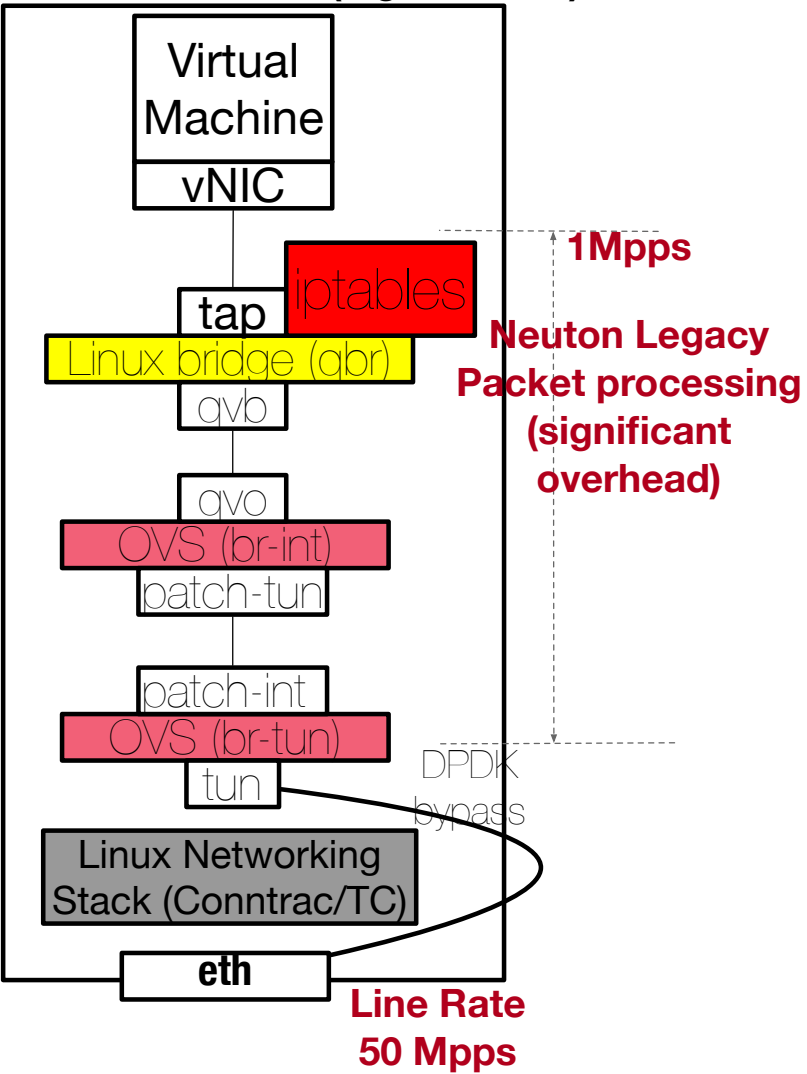 Virtual
Machine
vNIC
1Mpps
iptables
tap
Neuton Legacy
Linux bridge (qbr)
Packet processing
qvb
(significant
overhead)
qvo
OVS (br-int)
patch-tun
patch-int
OVS (br-tun)
DPDK
tun
bypass
Linux Networking
Stack (Conntrac/TC)
eth
Line Rate
50 Mpps